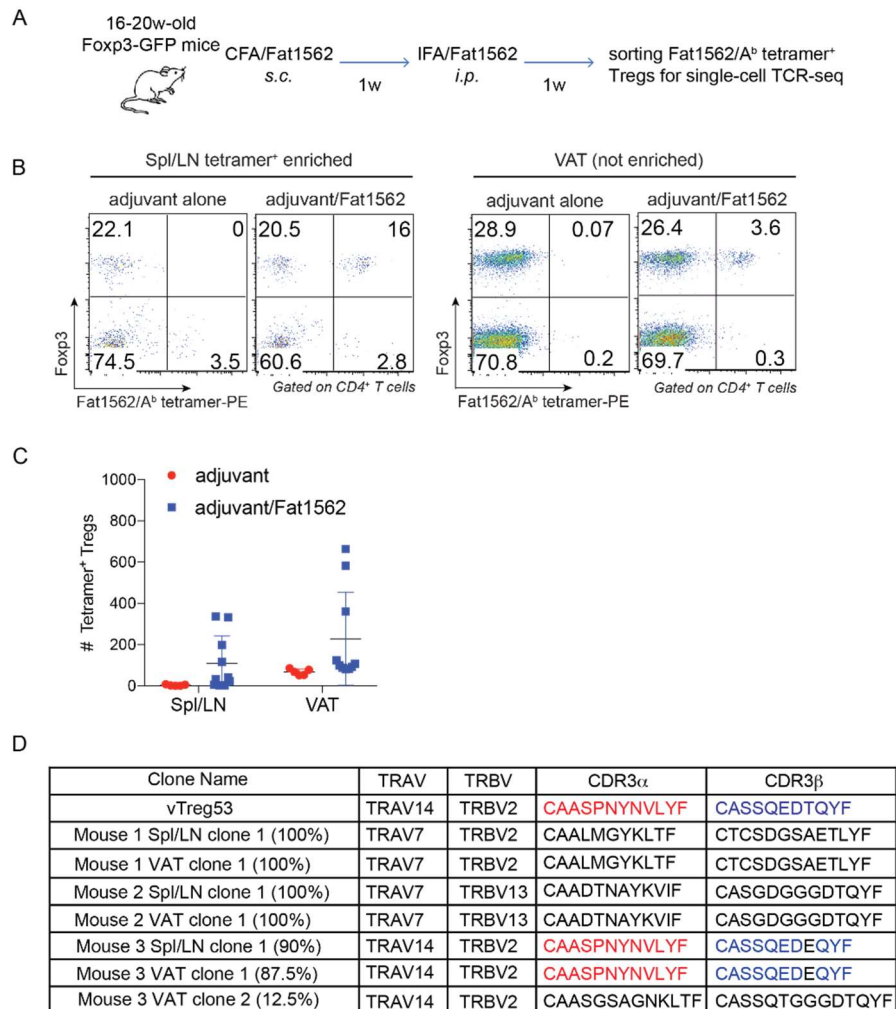 A
16-20w-old
Foxp3-GFP mice
CFA/Fat1562
s.c.
1w
IFA/Fat1562
i.p.
1w
sorting Fat1562/Aᵇ tetramer⁺
Tregs for single-cell TCR-seq
B
Spl/LN tetramer⁺ enriched
VAT (not enriched)
adjuvant alone
adjuvant/Fat1562
adjuvant alone
adjuvant/Fat1562
22.1 0
20.5 16
28.9 0.07
26.4 3.6
Foxp3
Foxp3
74.5 3.5
60.6 2.8
70.8 0.2
69.7 0.3
Fat1562/Aᵇ tetramer-PE
Gated on CD4⁺ T cells
Fat1562/Aᵇ tetramer-PE
Gated on CD4⁺ T cells
C
adjuvant
adjuvant/Fat1562
# Tetramer⁺ Tregs
1000
800
600
400
200
0
Spl/LN VAT
D
Clone Name TRAV TRBV CDR3α CDR3β
vTreg53 TRAV14 TRBV2 CAASPNYNVLYF CASSQEDTQYF
Mouse 1 Spl/LN clone 1 (100%) TRAV7 TRBV2 CAALMGYKLTF CTCSDGSAETLYF
Mouse 1 VAT clone 1 (100%) TRAV7 TRBV2 CAALMGYKLTF CTCSDGSAETLYF
Mouse 2 Spl/LN clone 1 (100%) TRAV7 TRBV13 CAADTNAYKVIF CASGDGGGDTQYF
Mouse 2 VAT clone 1 (100%) TRAV7 TRBV13 CAADTNAYKVIF CASGDGGGDTQYF
Mouse 3 Spl/LN clone 1 (90%) TRAV14 TRBV2 CAASPNYNVLYF CASSQEDEQYF
Mouse 3 VAT clone 1 (87.5%) TRAV14 TRBV2 CAASPNYNVLYF CASSQEDEQYF
Mouse 3 VAT clone 2 (12.5%) TRAV14 TRBV2 CAASGSAGNKLTF CASSQTGGGDTQYF